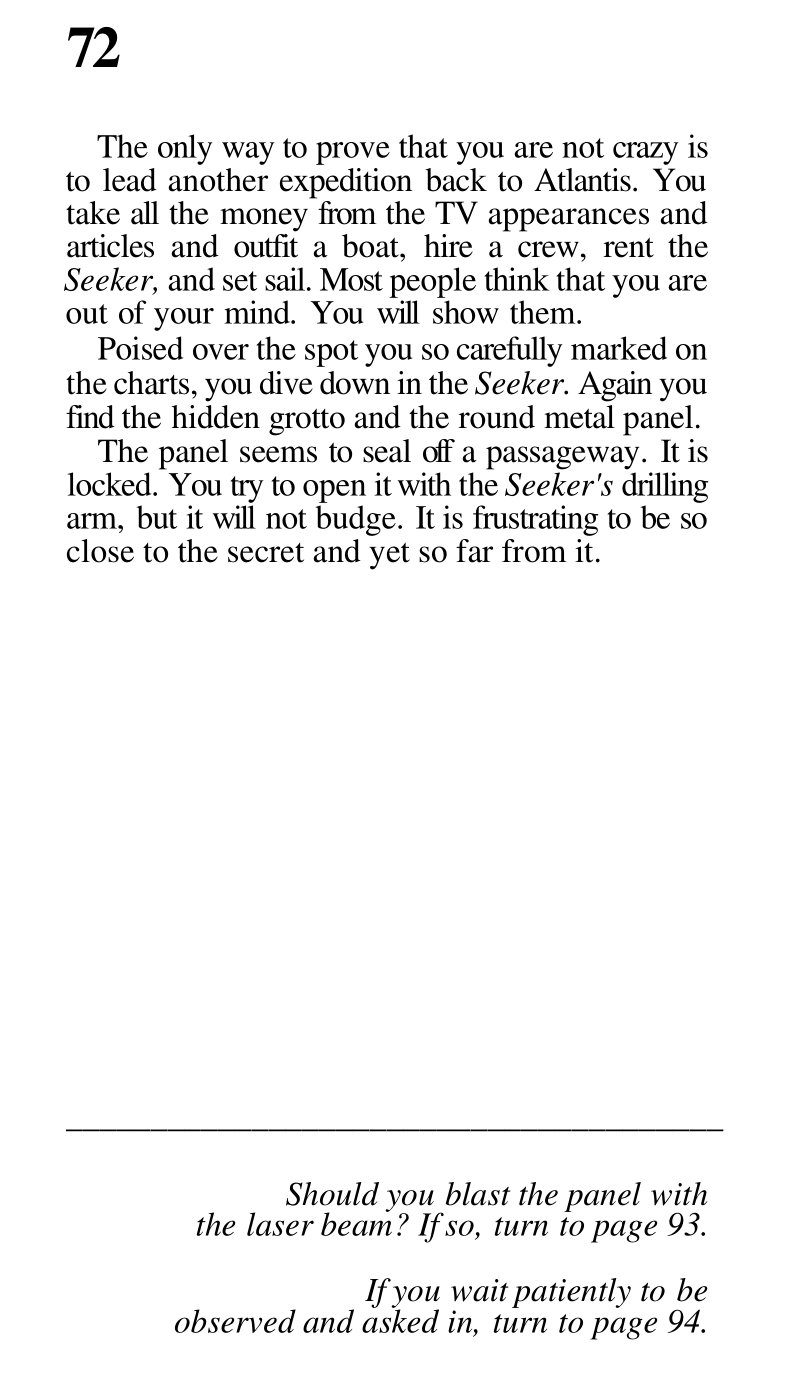 72
The only way to prove that you are not crazy is
to lead another expedition back to Atlantis. You
take all the money from the TV appearances and
articles and outfit a boat, hire a crew, rent the
Seeker, and set sail. Most people think that you are
out of your mind. You will show them.
Poised over the spot you so carefully marked on
the charts, you dive down in the Seeker. Again you
find the hidden grotto and the round metal panel.
The panel seems to seal off a passageway. It is
locked. You try to open it with the Seeker's drilling
arm, but it will not budge. It is frustrating to be so
close to the secret and yet so far from it.
Should you blast the panel with
the laser beam? If so, turn to page 93.
If you wait patiently to be
observed and asked in, turn to page 94.